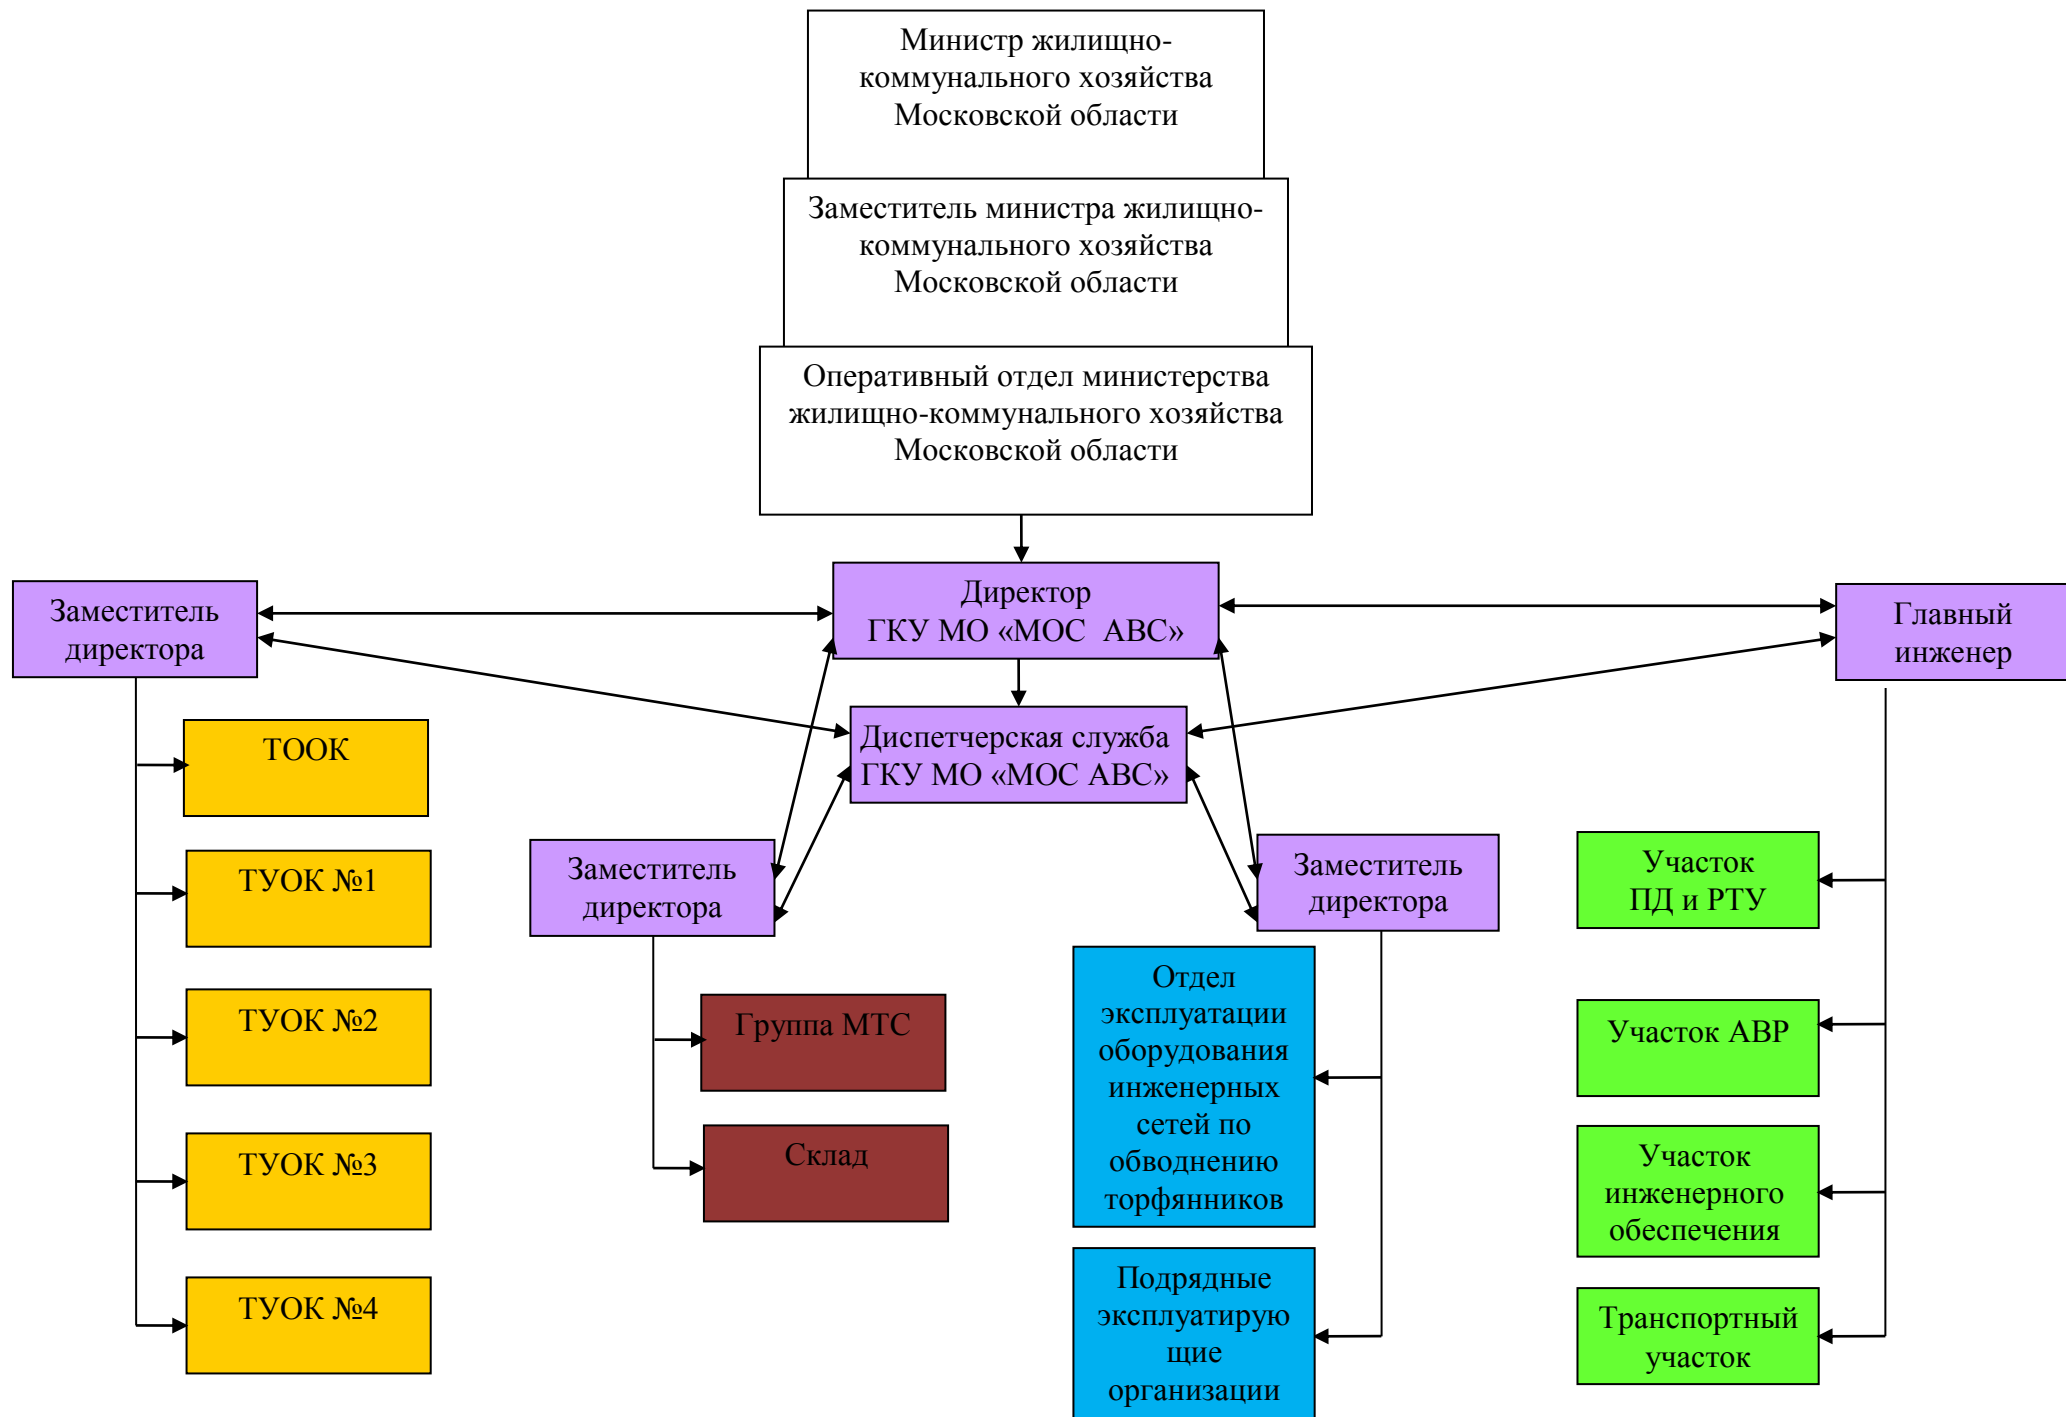 Министр жилищно-
коммунального хозяйства
Московской области
Заместитель министра жилищно-
коммунального хозяйства
Московской области
Оперативный отдел министерства
жилищно-коммунального хозяйства
Московской области
Директор
ГКУ МО «МОС АВС»
Диспетчерская служба
ГКУ МО «МОС АВС»
Заместитель
директора
ТООК
ТУОК №1
ТУОК №2
ТУОК №3
ТУОК №4
Заместитель
директора
Группа МТС
Склад
Заместитель
директора
Отдел
эксплуатации
оборудования
инженерных
сетей по
обводнению
торфянников
Подрядные
эксплуатирую
щие
организации
Главный
инженер
Участок
ПД и РТУ
Участок АВР
Участок
инженерного
обеспечения
Транспортный
участок